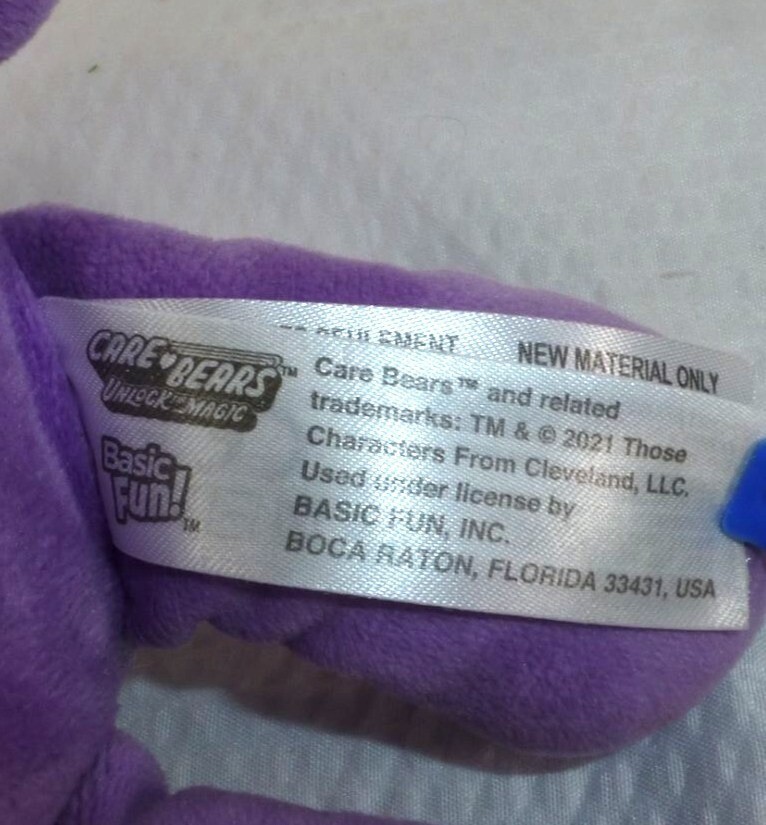 NEW MATERIAL ONLY
CARE BEARS™
UNLOCK THE MAGIC
Basic
Fun!™
Care Bears™ and related
trademarks: TM & © 2021 Those
Characters From Cleveland, LLC.
Used under license by
BASIC FUN, INC.
BOCA RATON, FLORIDA 33431, USA